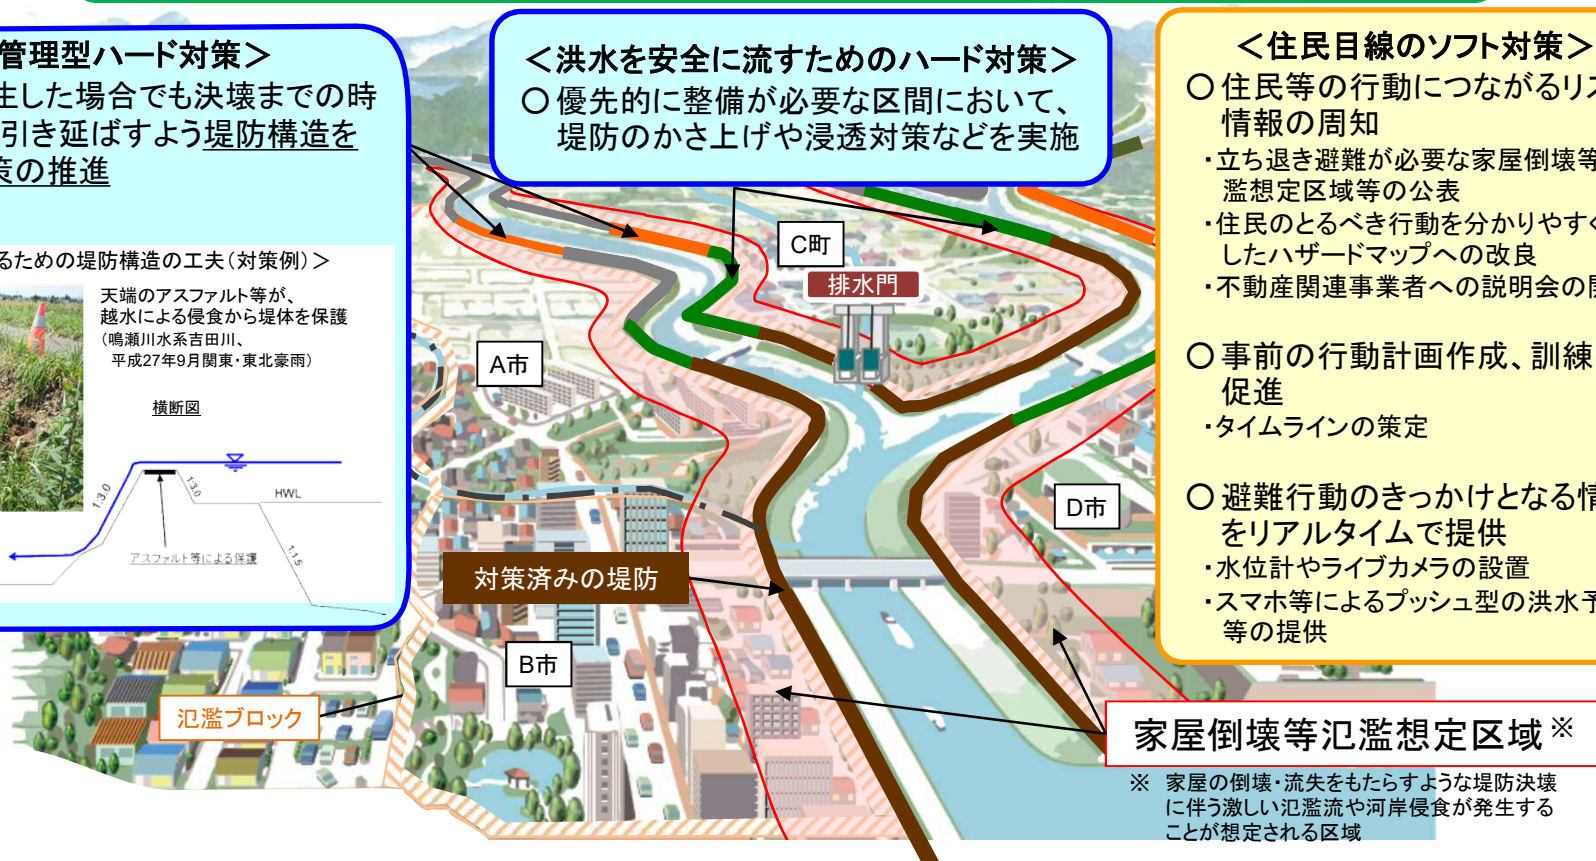 管理型ハード対策＞
生した場合でも決壊までの時
引き延ばすよう堤防構造を
策の推進
るための堤防構造の工夫（対策例）＞
天端のアスファルト等が、
越水による侵食から堤体を保護
（鳴瀬川水系吉田川、
平成27年9月関東・東北豪雨）
横断図
1:3.0
1:3.0
HWL
1:1.5
アスファルト等による保護
＜洪水を安全に流すためのハード対策＞
○優先的に整備が必要な区間において、
堤防のかさ上げや浸透対策などを実施
＜住民目線のソフト対策＞
○住民等の行動につながるリス
情報の周知
・立ち退き避難が必要な家屋倒壊等
濫想定区域等の公表
・住民のとるべき行動を分かりやすく
したハザードマップへの改良
・不動産関連事業者への説明会の開
○事前の行動計画作成、訓練
促進
・タイムラインの策定
○避難行動のきっかけとなる情
をリアルタイムで提供
・水位計やライブカメラの設置
・スマホ等によるプッシュ型の洪水予
等の提供
C町
排水門
A市
D市
対策済みの堤防
B市
氾濫ブロック
家屋倒壊等氾濫想定区域※
※ 家屋の倒壊・流失をもたらすような堤防決壊
に伴う激しい氾濫流や河岸侵食が発生する
ことが想定される区域